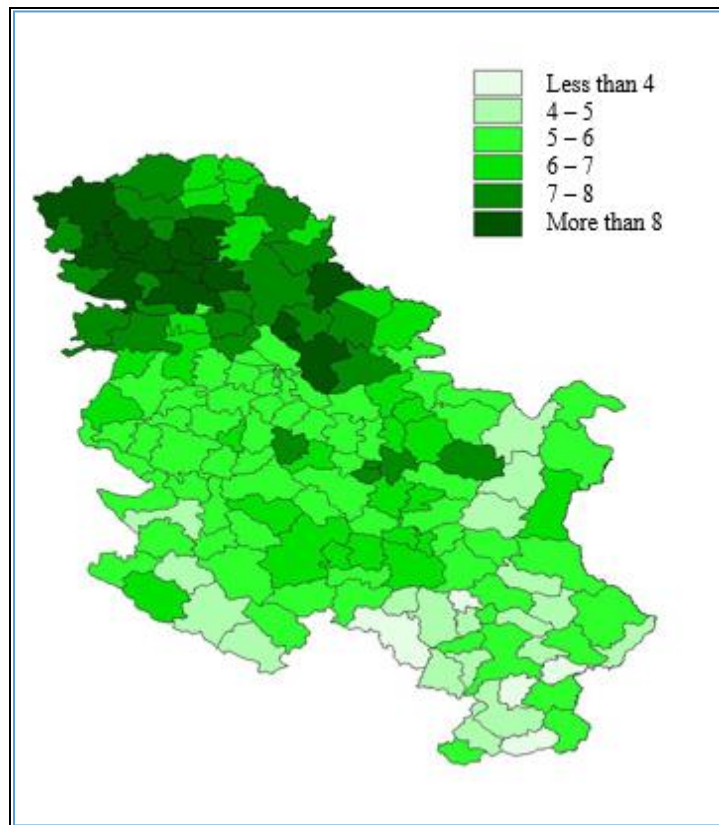 Less than 4
4 – 5
5 – 6
6 – 7
7 – 8
More than 8